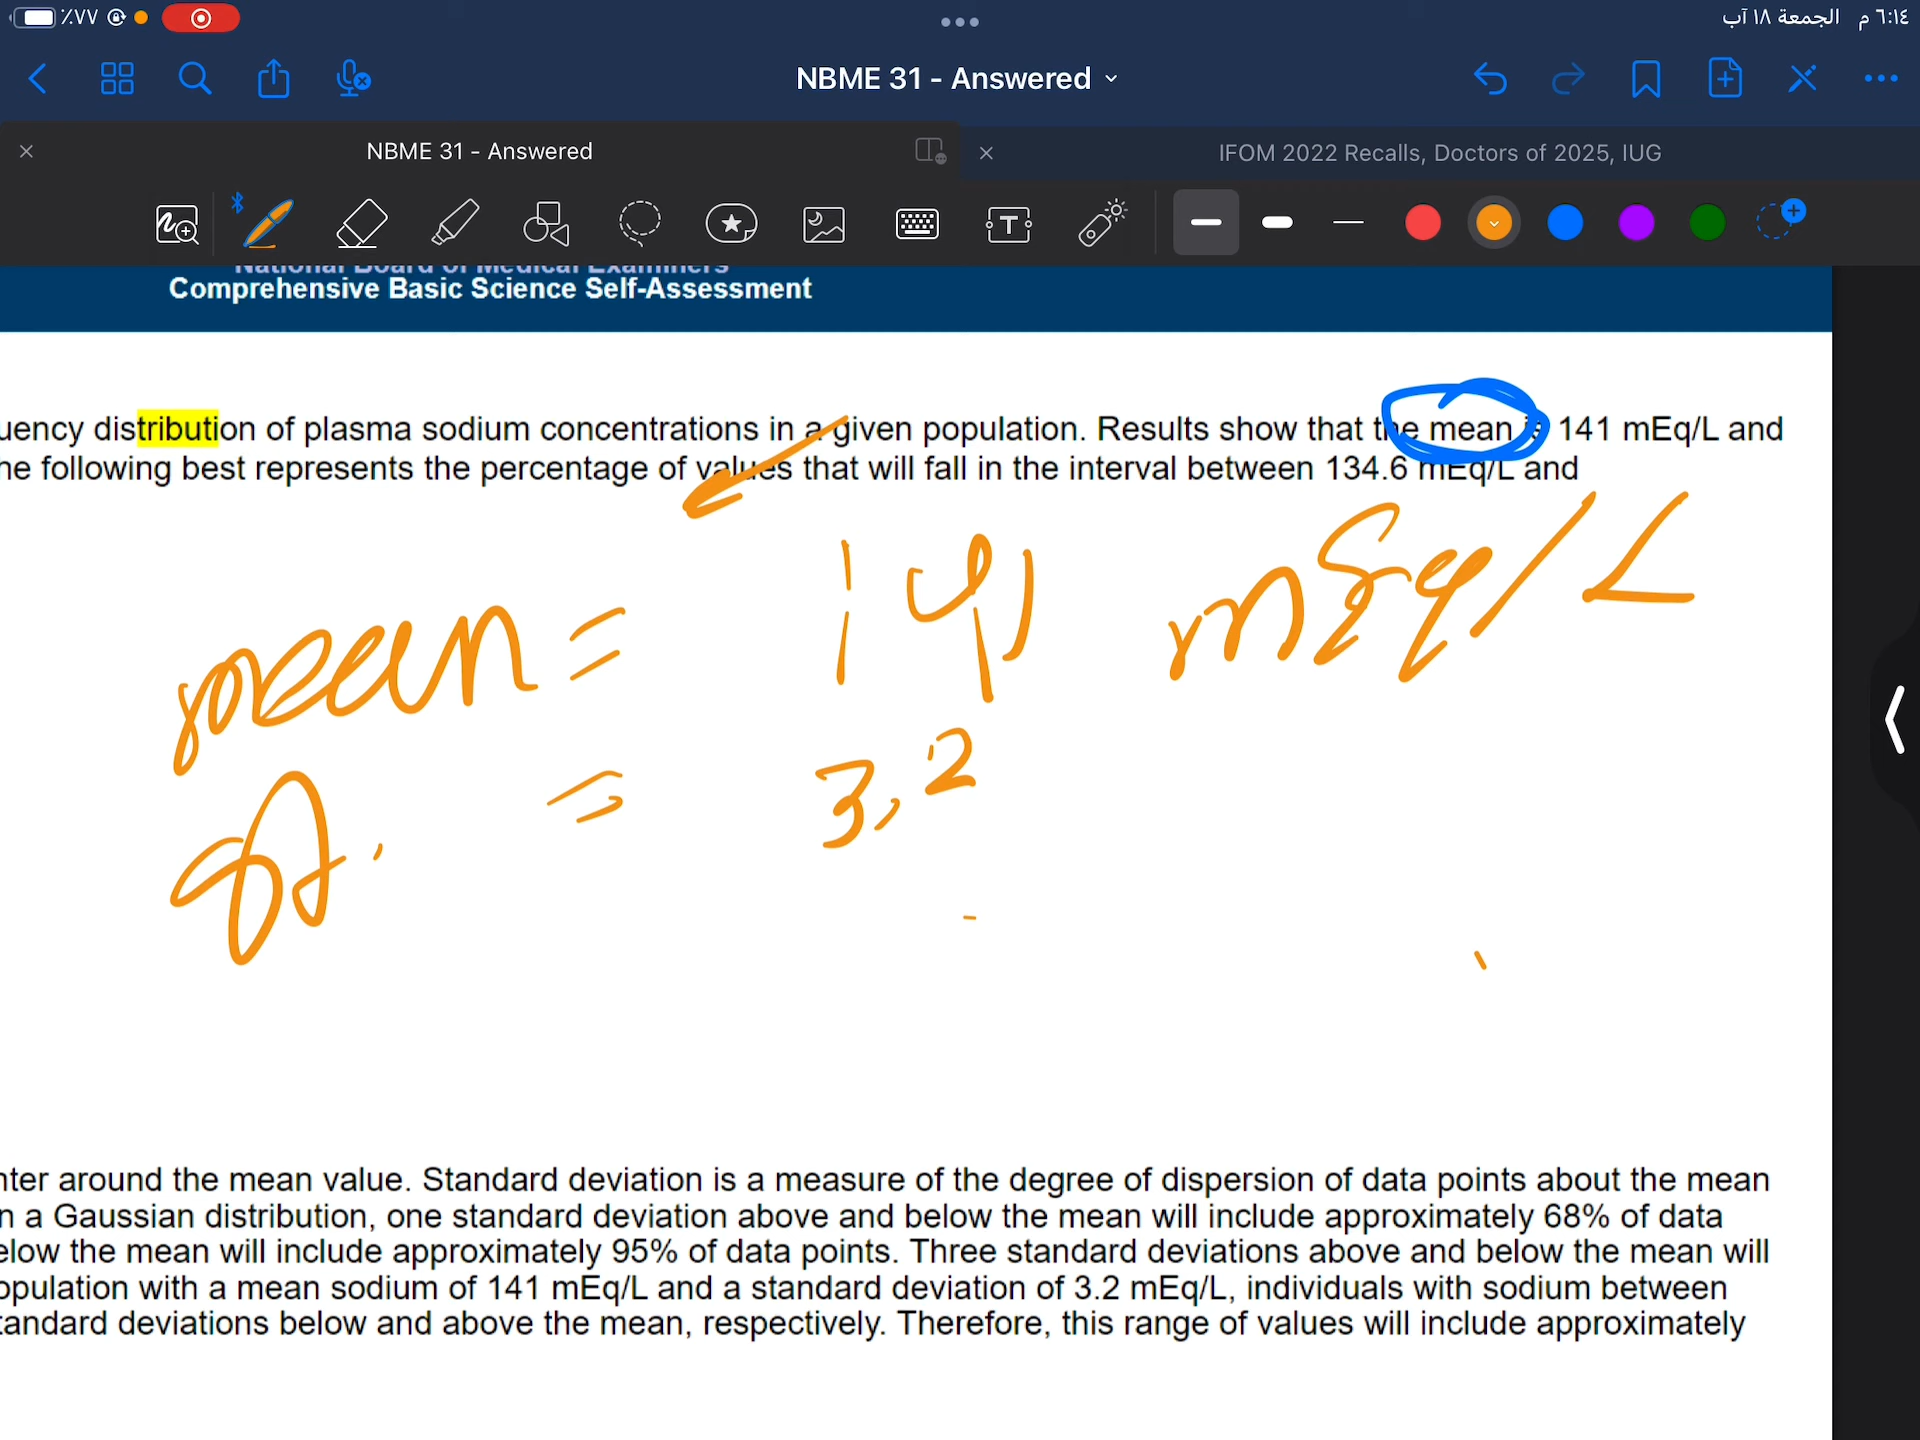 ٪٧٧
الجمعة ١٨ آب ٦:١٤ م
NBME 31 - Answered
NBME 31 - Answered
IFOM 2022 Recalls, Doctors of 2025, IUG
T
National Board of Medical Examiners
Comprehensive Basic Science Self-Assessment
uency distribution of plasma sodium concentrations in a given population. Results show that the mean is 141 mEq/L and
he following best represents the percentage of values that will fall in the interval between 134.6 mEq/L and
mean = 141 mEq/L
= 3,2
nter around the mean value. Standard deviation is a measure of the degree of dispersion of data points about the mean
n a Gaussian distribution, one standard deviation above and below the mean will include approximately 68% of data
elow the mean will include approximately 95% of data points. Three standard deviations above and below the mean will
opulation with a mean sodium of 141 mEq/L and a standard deviation of 3.2 mEq/L, individuals with sodium between
tandard deviations below and above the mean, respectively. Therefore, this range of values will include approximately